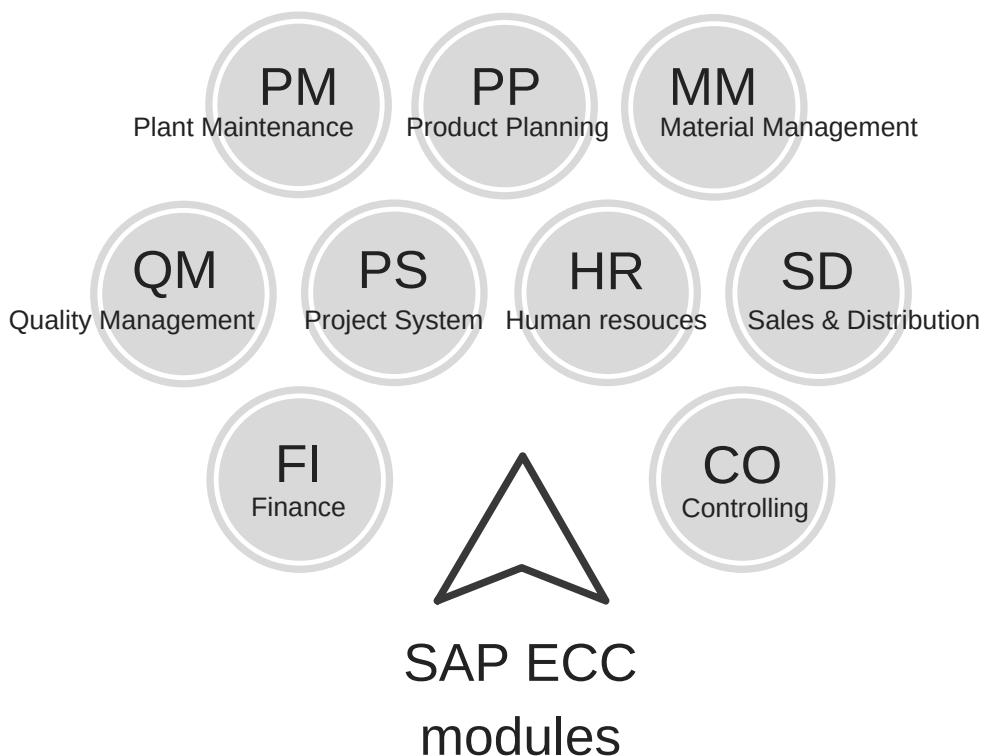 PM
Plant Maintenance
PP
Product Planning
MM
Material Management
QM
Quality Management
PS
Project System
HR
Human resouces
SD
Sales & Distribution
FI
Finance
CO
Controlling
SAP ECC
modules